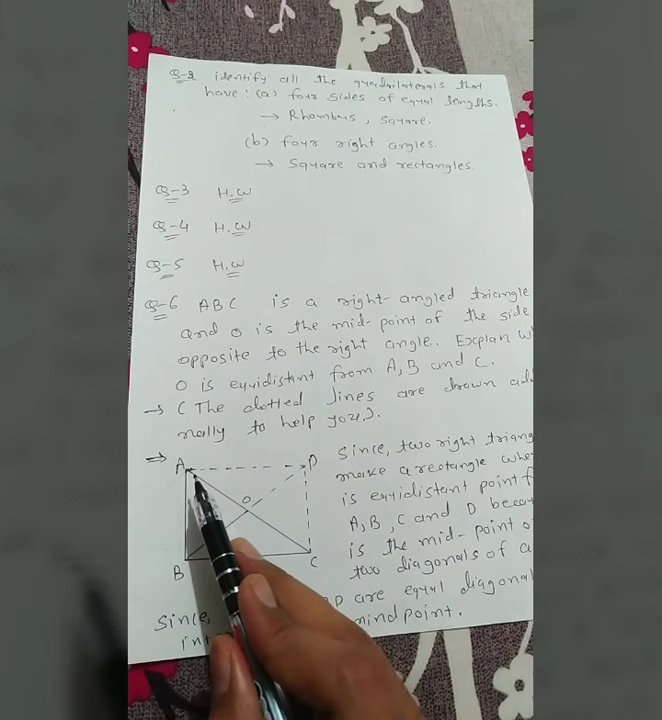 Q-2 identify all the quadrilaterals that
have: (a) four sides of equal lengths.
→ Rhombus, square.
(b) four right angles.
→ square and rectangles.
Q-3 H.W
Q-4 H.W
Q-5 H.W
Q-6 ABC is a right-angled triangle
and O is the mid-point of the side
opposite to the right angle. Explan w
O is equidistant from A, B and C.
→ (The dotted lines are drawn addi
nally to help you).
⇒ Since, two right triang
A D make a rectangle whe
O is equidistant point f
A, B, C and D becau
is the mid-point o
B C two diagonals of a
Since, are equal diagonal
int mindpoint.